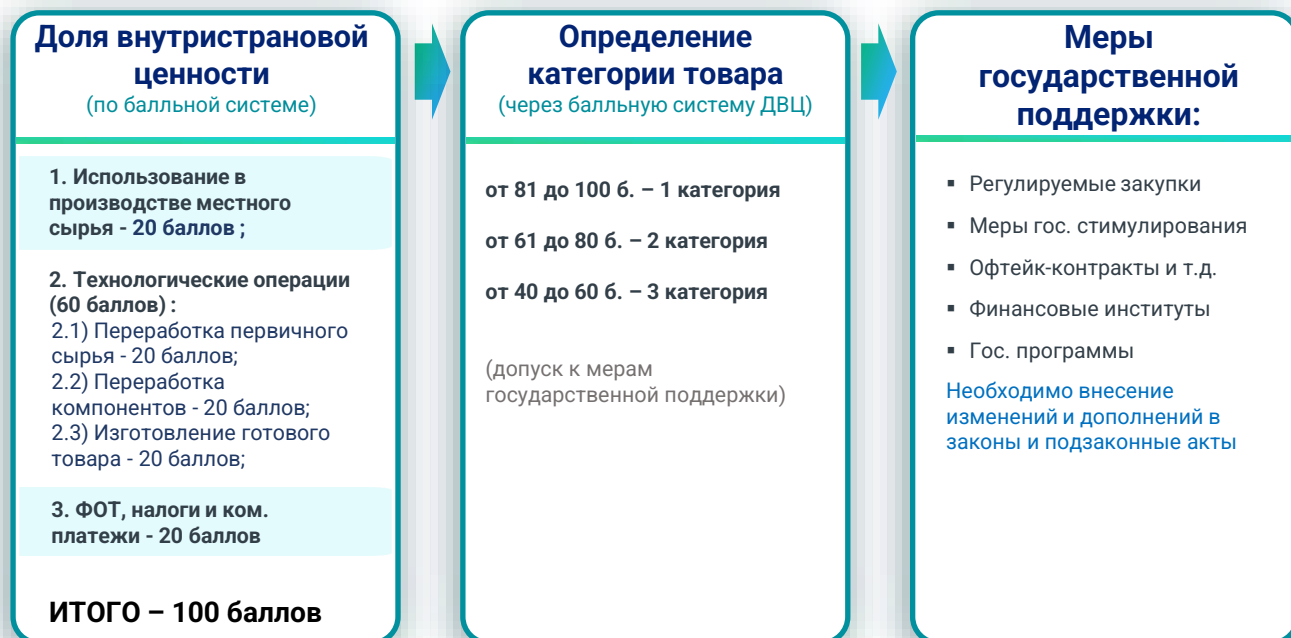 Доля внутристрановой
ценности
(по балльной системе)
1. Использование в
производстве местного
сырья - 20 баллов ;
2. Технологические операции
(60 баллов) :
2.1) Переработка первичного
сырья - 20 баллов;
2.2) Переработка
компонентов - 20 баллов;
2.3) Изготовление готового
товара - 20 баллов;
3. ФОТ, налоги и ком.
платежи - 20 баллов
ИТОГО – 100 баллов
Определение
категории товара
(через балльную систему ДВЦ)
от 81 до 100 б. – 1 категория
от 61 до 80 б. – 2 категория
от 40 до 60 б. – 3 категория
(допуск к мерам
государственной поддержки)
Меры
государственной
поддержки:
▪ Регулируемые закупки
▪ Меры гос. стимулирования
▪ Офтейк-контракты и т.д.
▪ Финансовые институты
▪ Гос. программы
Необходимо внесение
изменений и дополнений в
законы и подзаконные акты